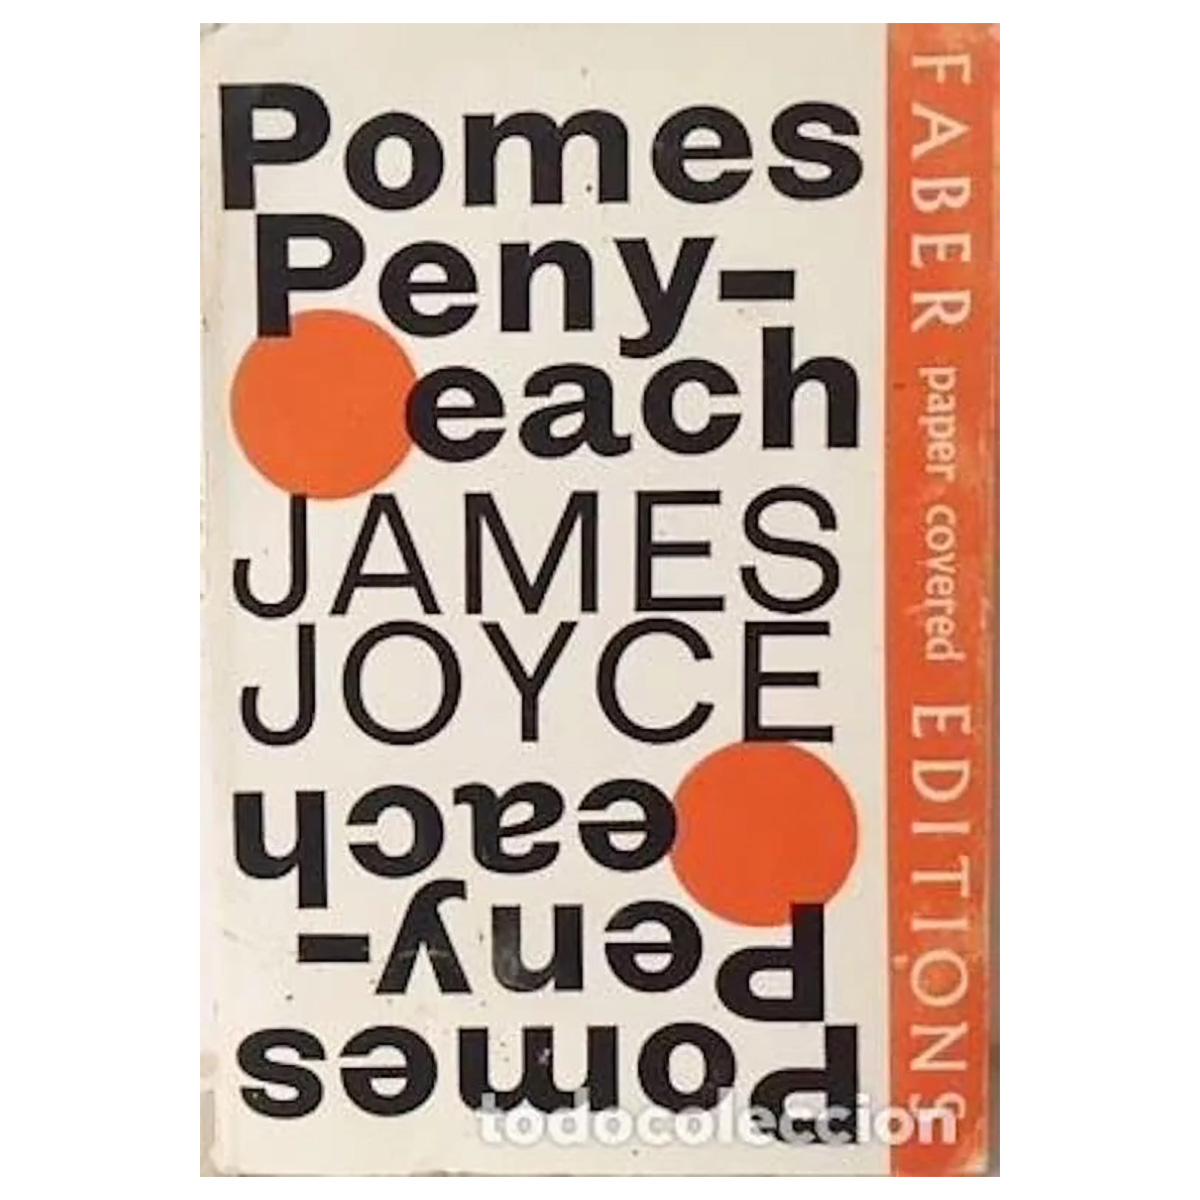 Pomes
Peny-
each
JAMES
JOYCE
Pomes
Peny-
each
FABER paper covered EDITIONS
todocoleccion